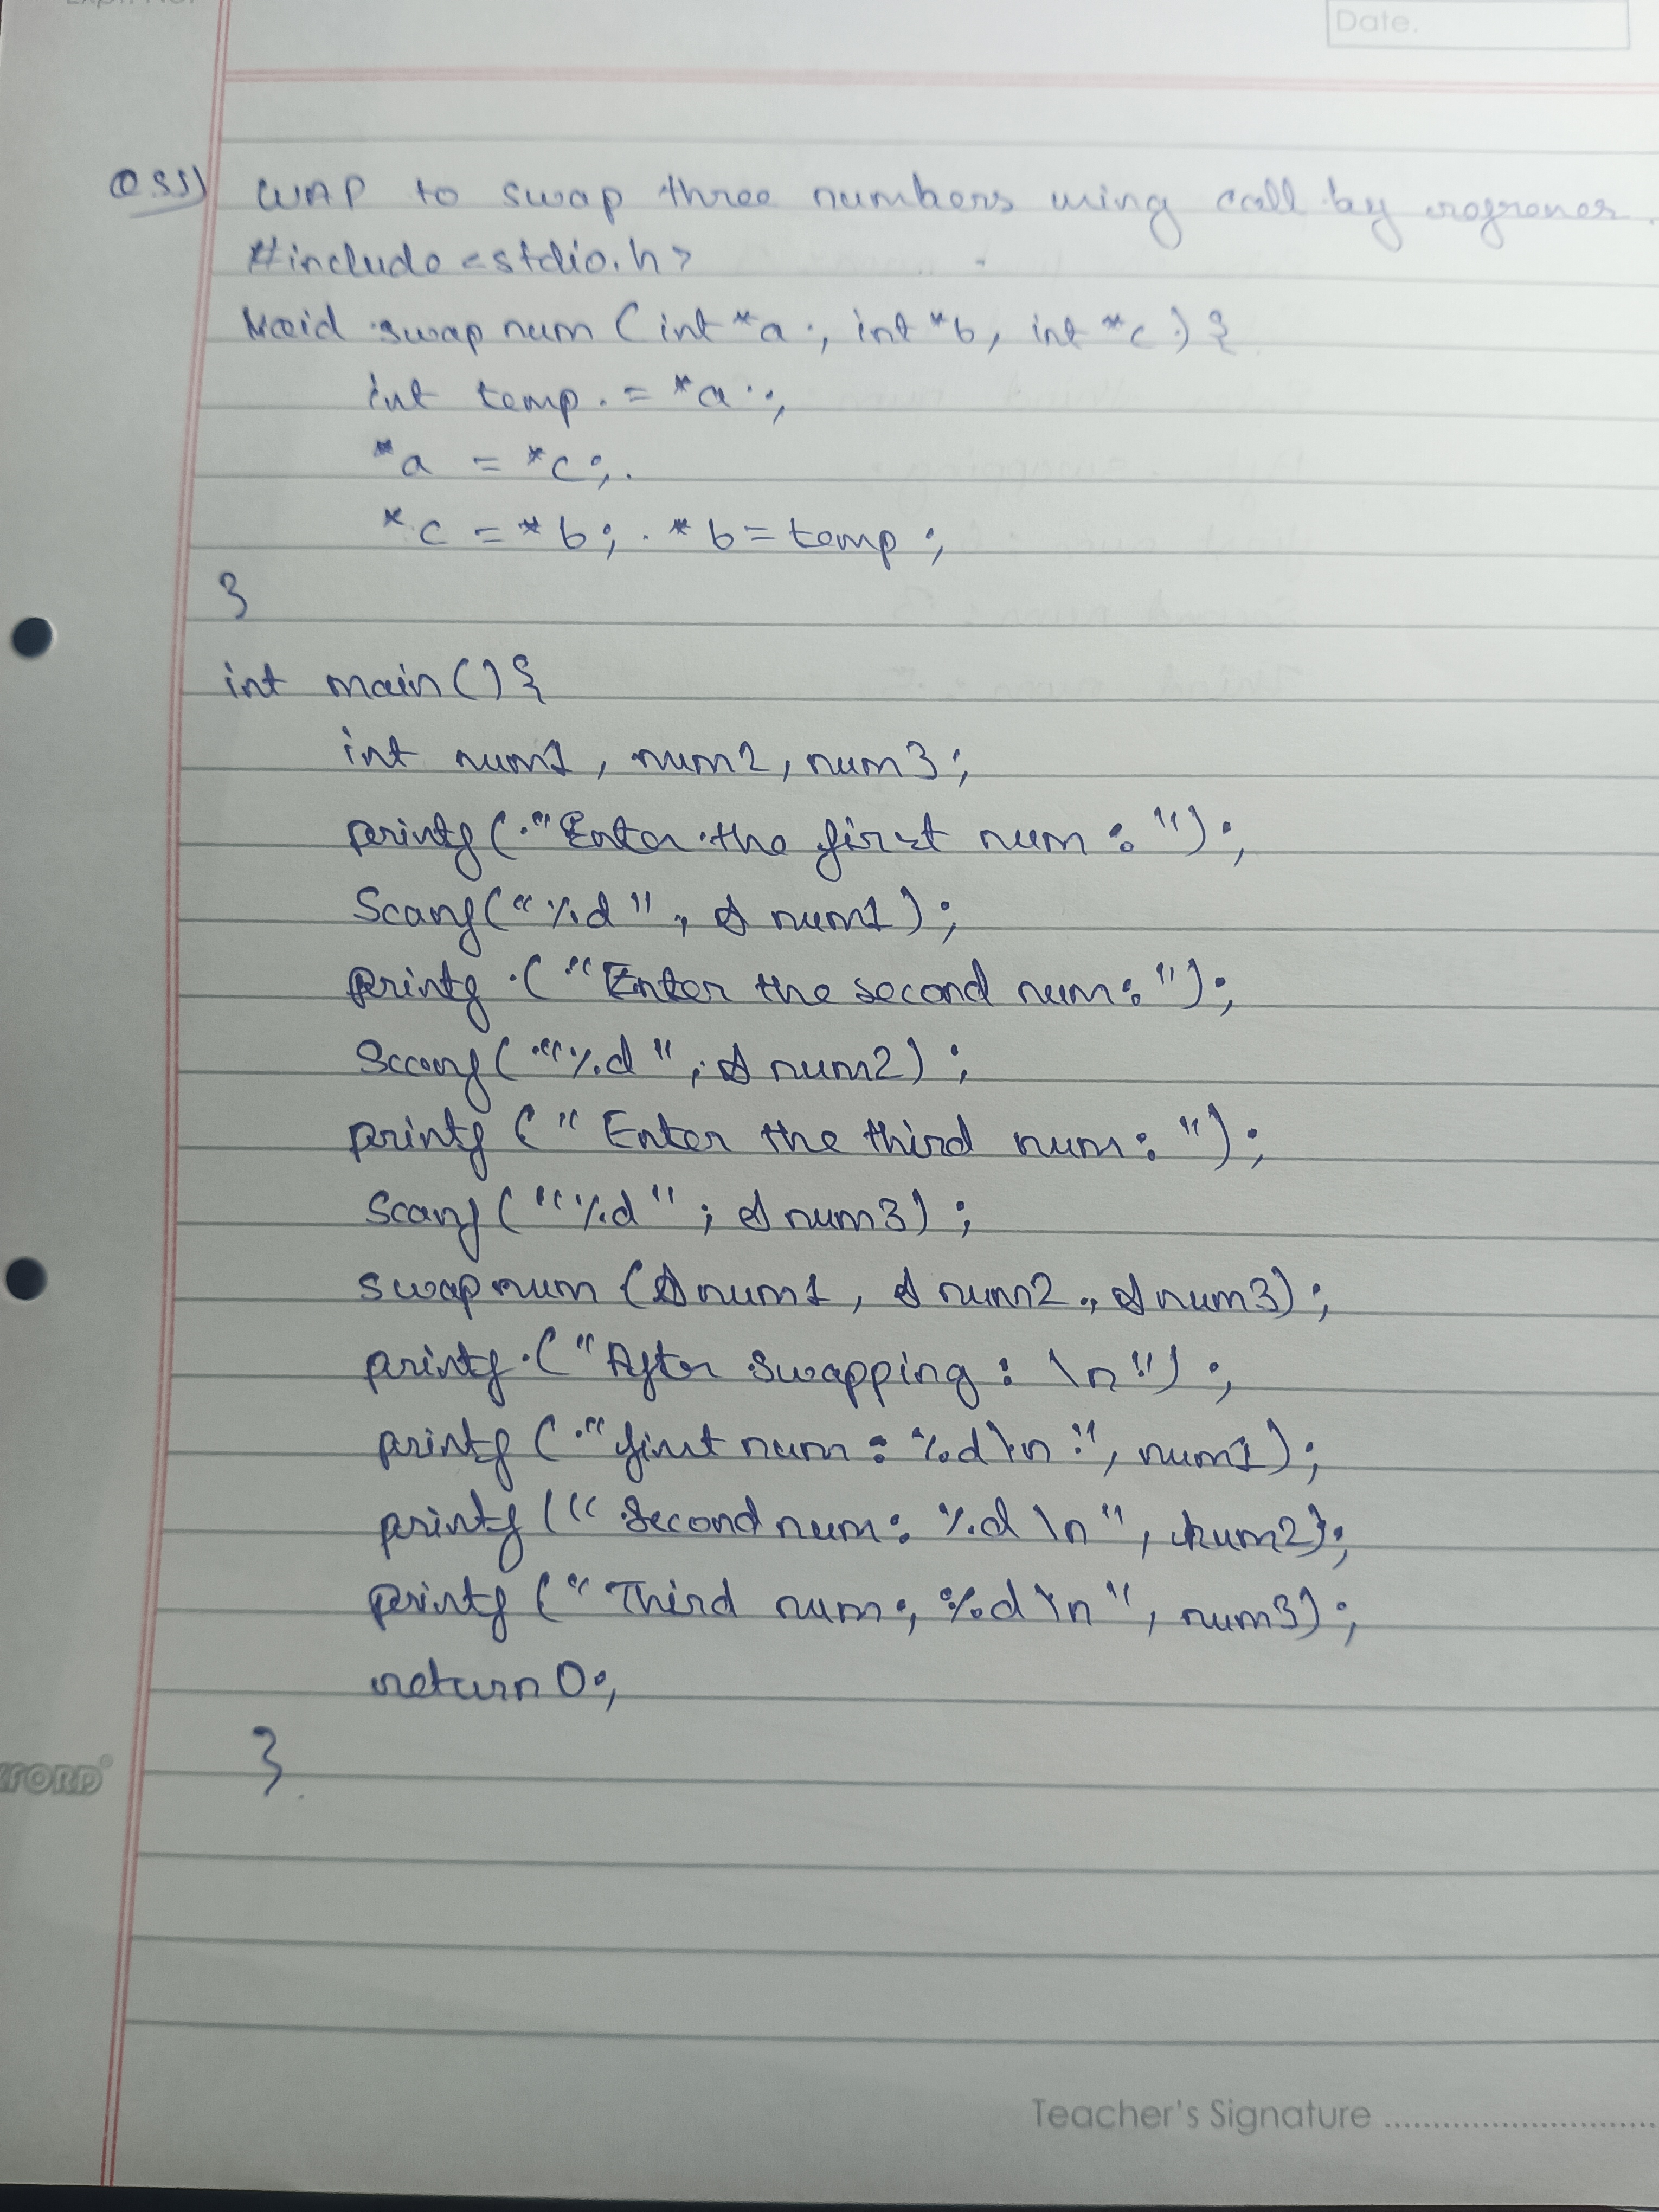 Date.
Q55) WAP to swap three numbers using call by
#include <stdio.h>
Void swapnum (int *a, int *b, int *c) {
int temp = *a;
*a = *c;
*c = *b; *b = temp;
}
int main() {
int num1, num2, num3;
printf("Enter the first num: ");
Scanf("%d", &num1);
printf ("Enter the second num: ");
Scanf("%d", &num2);
printf ("Enter the third num: ");
Scanf("%d"; &num3);
swapnum (&num1, &num2, &num3);
printf ("After swapping: \n");
printf ("first num: %d\n", num1);
printf ("Second num: %d \n", num2);
printf ("Third num; %d\n", num3);
return 0;
}
Teacher's Signature